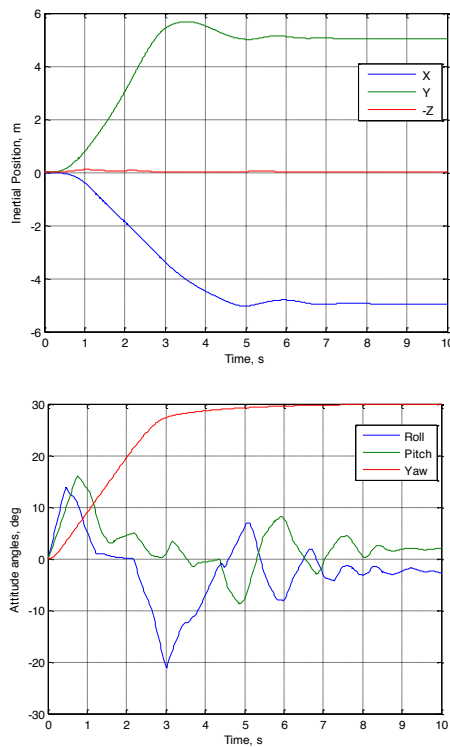 6
4
2
0
-2
-4
-6
Inertial Position, m
X
Y
-Z
0 1 2 3 4 5 6 7 8 9 10
Time, s
30
20
10
0
-10
-20
-30
Attitude angles, deg
Roll
Pitch
Yaw
0 1 2 3 4 5 6 7 8 9 10
Time, s